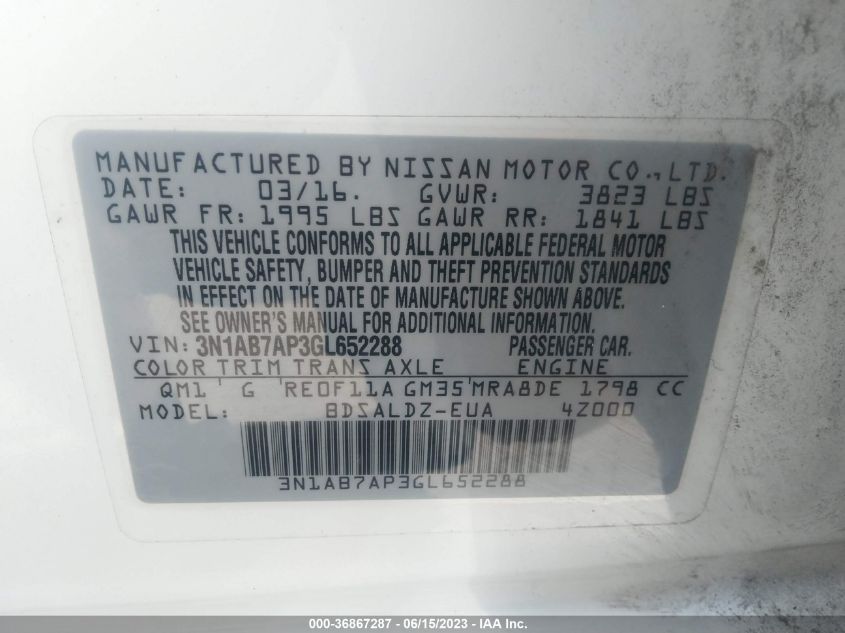 MANUFACTURED BY NISSAN MOTOR CO., LTD.
DATE: 03/16. GVWR: 3823 LBS
GAWR FR: 1995 LBS GAWR RR: 1841 LBS
THIS VEHICLE CONFORMS TO ALL APPLICABLE FEDERAL MOTOR
VEHICLE SAFETY, BUMPER AND THEFT PREVENTION STANDARDS
IN EFFECT ON THE DATE OF MANUFACTURE SHOWN ABOVE.
SEE OWNER'S MANUAL FOR ADDITIONAL INFORMATION
VIN: 3N1AB7AP3GL652288 PASSENGER CAR.
COLOR TRIM TRANS AXLE ENGINE
QM1 G RE0F11A GM35 MRA8DE 1798 CC
MODEL: BDSALDZ-EUA 4Z000
3N1AB7AP3GL652288
000-36867287 - 06/15/2023 - IAA Inc.